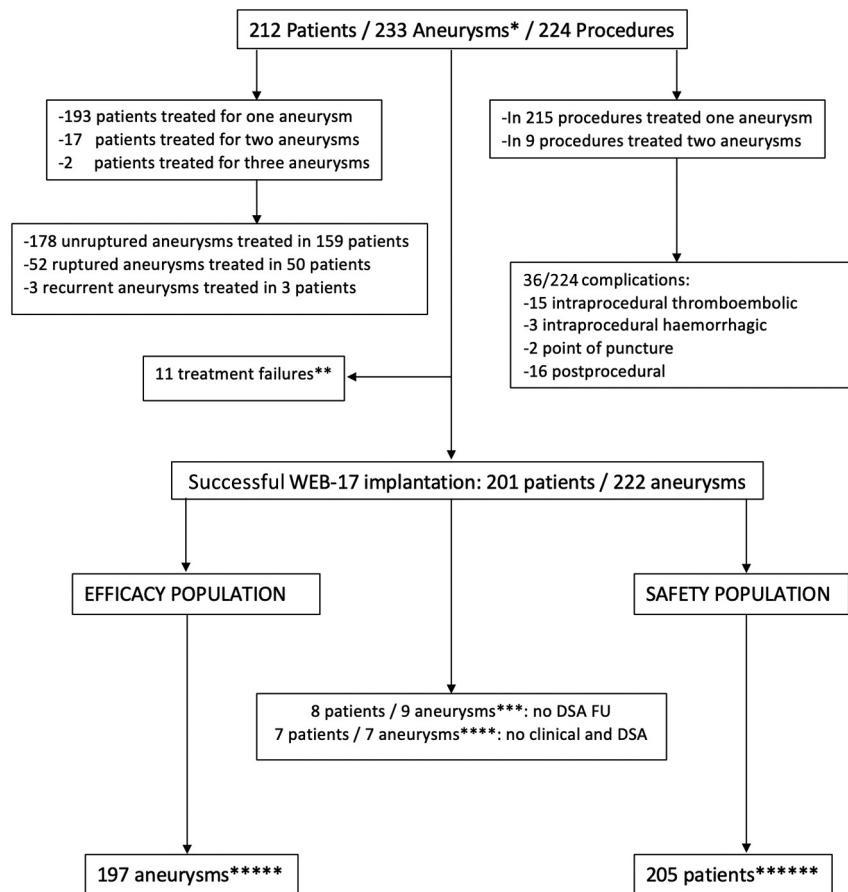 212 Patients / 233 Aneurysms* / 224 Procedures
-193 patients treated for one aneurysm
-17 patients treated for two aneurysms
-2 patients treated for three aneurysms
-In 215 procedures treated one aneurysm
-In 9 procedures treated two aneurysms
-178 unruptured aneurysms treated in 159 patients
-52 ruptured aneurysms treated in 50 patients
-3 recurrent aneurysms treated in 3 patients
36/224 complications:
-15 intraprocedural thromboembolic
-3 intraprocedural haemorrhagic
-2 point of puncture
-16 postprocedural
11 treatment failures**
Successful WEB-17 implantation: 201 patients / 222 aneurysms
EFFICACY POPULATION
SAFETY POPULATION
8 patients / 9 aneurysms***: no DSA FU
7 patients / 7 aneurysms****: no clinical and DSA
197 aneurysms*****
205 patients******